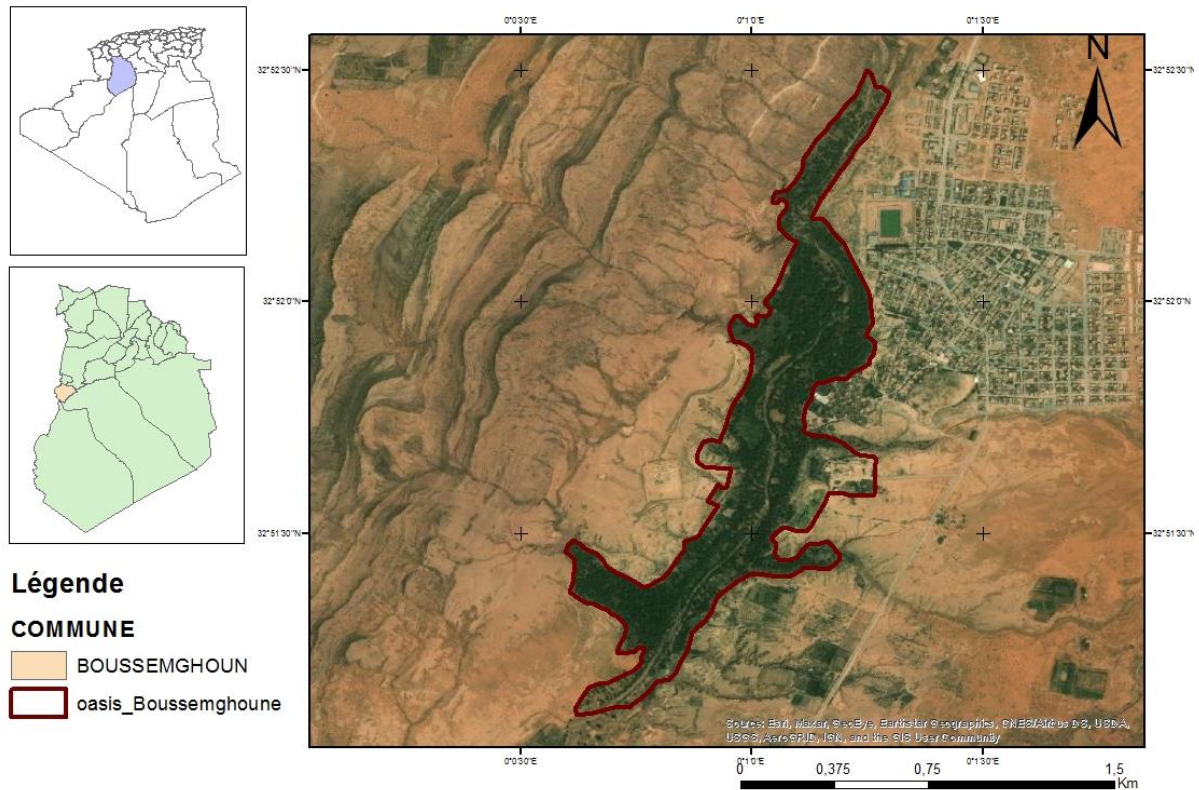 0°0'30"E 0°1'0"E 0°1'30"E
N
32°52'30"N 32°52'30"N
32°52'0"N 32°52'0"N
32°51'30"N 32°51'30"N
Légende
COMMUNE
BOUSSEMGHOUN
oasis_Boussemghoune
Source: Esri, Maxar, GeoEye, Earthstar Geographics, CNES/Airbus DS, USDA,
USGS, AeroGRID, IGN, and the GIS User Community
0°0'30"E 0°1'0"E 0°1'30"E
0 0,375 0,75 1,5
Km